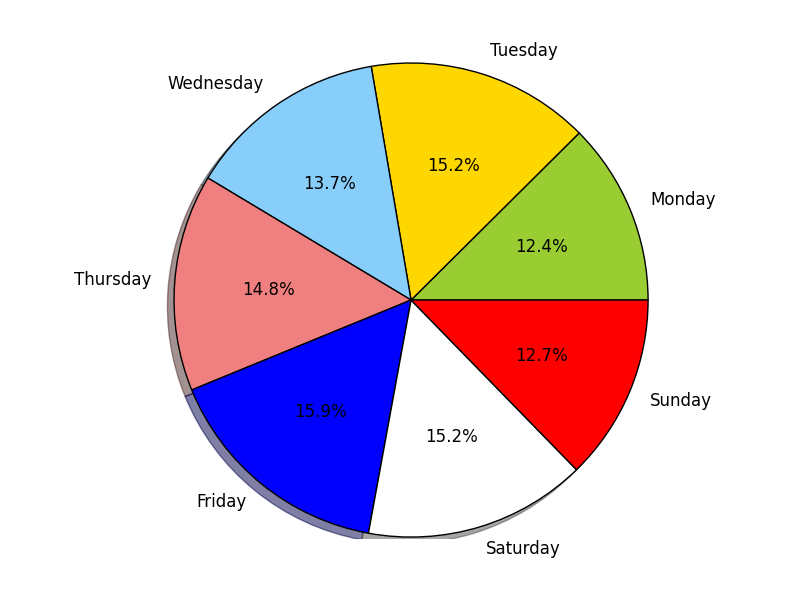 Tuesday
Wednesday
15.2%
13.7%
Monday
12.4%
Thursday
14.8%
12.7%
Sunday
15.9%
15.2%
Friday
Saturday